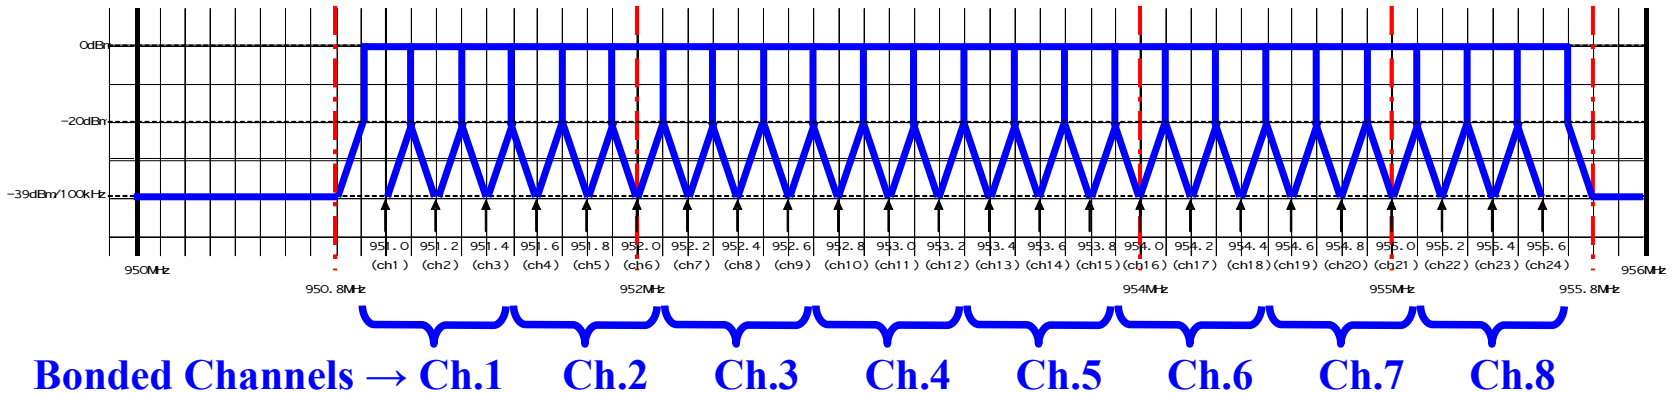 0dBm
-20dBm
-39dBm/100kHz
951.0 951.2 951.4 951.6 951.8 952.0 952.2 952.4 952.6 952.8 953.0 953.2 953.4 953.6 953.8 954.0 954.2 954.4 954.6 954.8 955.0 955.2 955.4 955.6
(ch1) (ch2) (ch3) (ch4) (ch5) (ch6) (ch7) (ch8) (ch9) (ch10) (ch11) (ch12) (ch13) (ch14) (ch15) (ch16) (ch17) (ch18) (ch19) (ch20) (ch21) (ch22) (ch23) (ch24)
950MHz 956MHz
950.8MHz 952MHz 954MHz 955MHz 955.8MHz
Bonded Channels → Ch.1 Ch.2 Ch.3 Ch.4 Ch.5 Ch.6 Ch.7 Ch.8